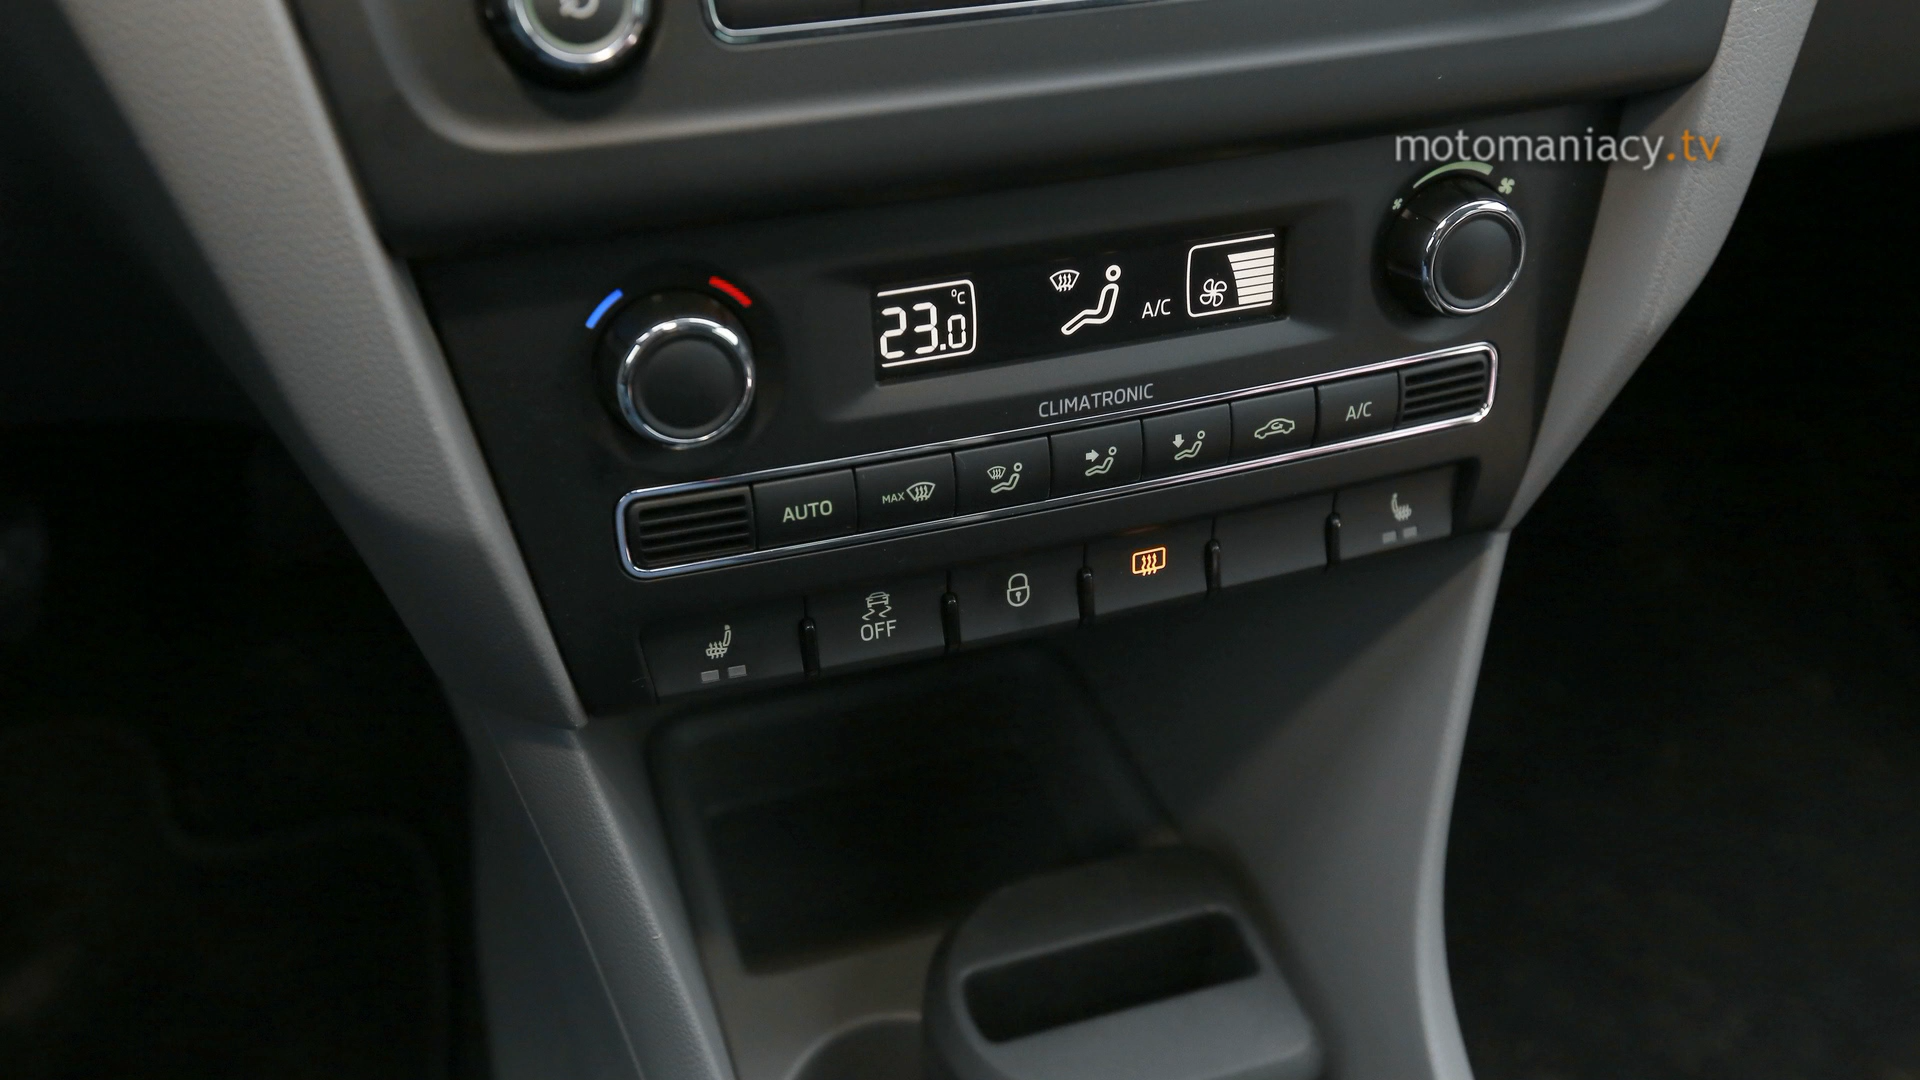 motomaniacy.tv
23.0 °C
A/C
CLIMATRONIC
AUTO
MAX
A/C
OFF